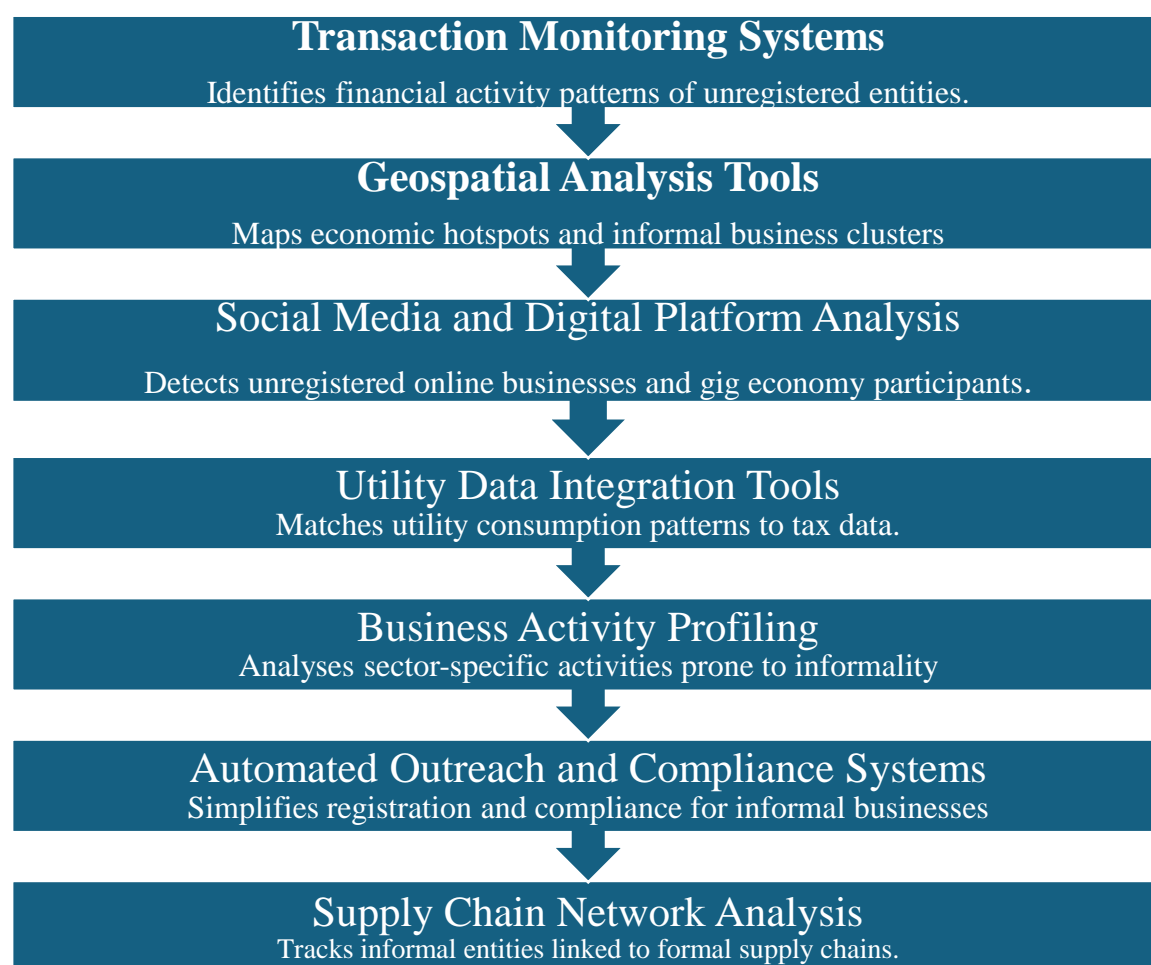 Transaction Monitoring Systems
Identifies financial activity patterns of unregistered entities.
Geospatial Analysis Tools
Maps economic hotspots and informal business clusters
Social Media and Digital Platform Analysis
Detects unregistered online businesses and gig economy participants.
Utility Data Integration Tools
Matches utility consumption patterns to tax data.
Business Activity Profiling
Analyses sector-specific activities prone to informality
Automated Outreach and Compliance Systems
Simplifies registration and compliance for informal businesses
Supply Chain Network Analysis
Tracks informal entities linked to formal supply chains.